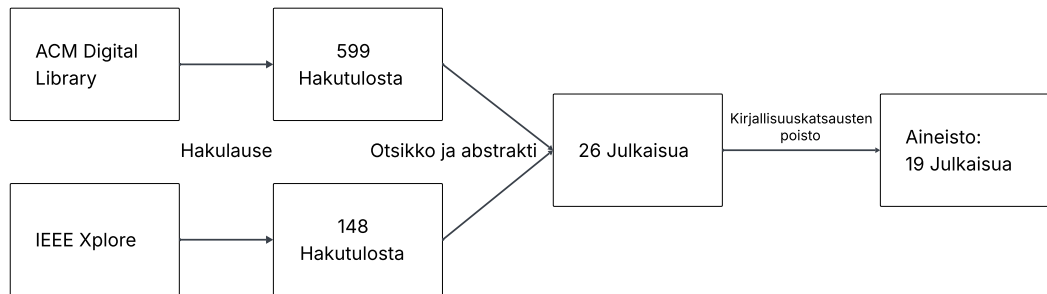 ACM Digital
Library
599
Hakutulosta
Hakulause
Otsikko ja abstrakti
IEEE Xplore
148
Hakutulosta
26 Julkaisua
Kirjallisuuskatsausten
poisto
Aineisto:
19 Julkaisua